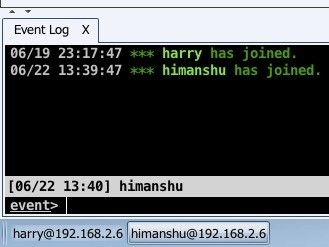 Event Log X
06/19 23:17:47 *** harry has joined.
06/22 13:39:47 *** himanshu has joined.
[06/22 13:40] himanshu
event>
harry@192.168.2.6 himanshu@192.168.2.6